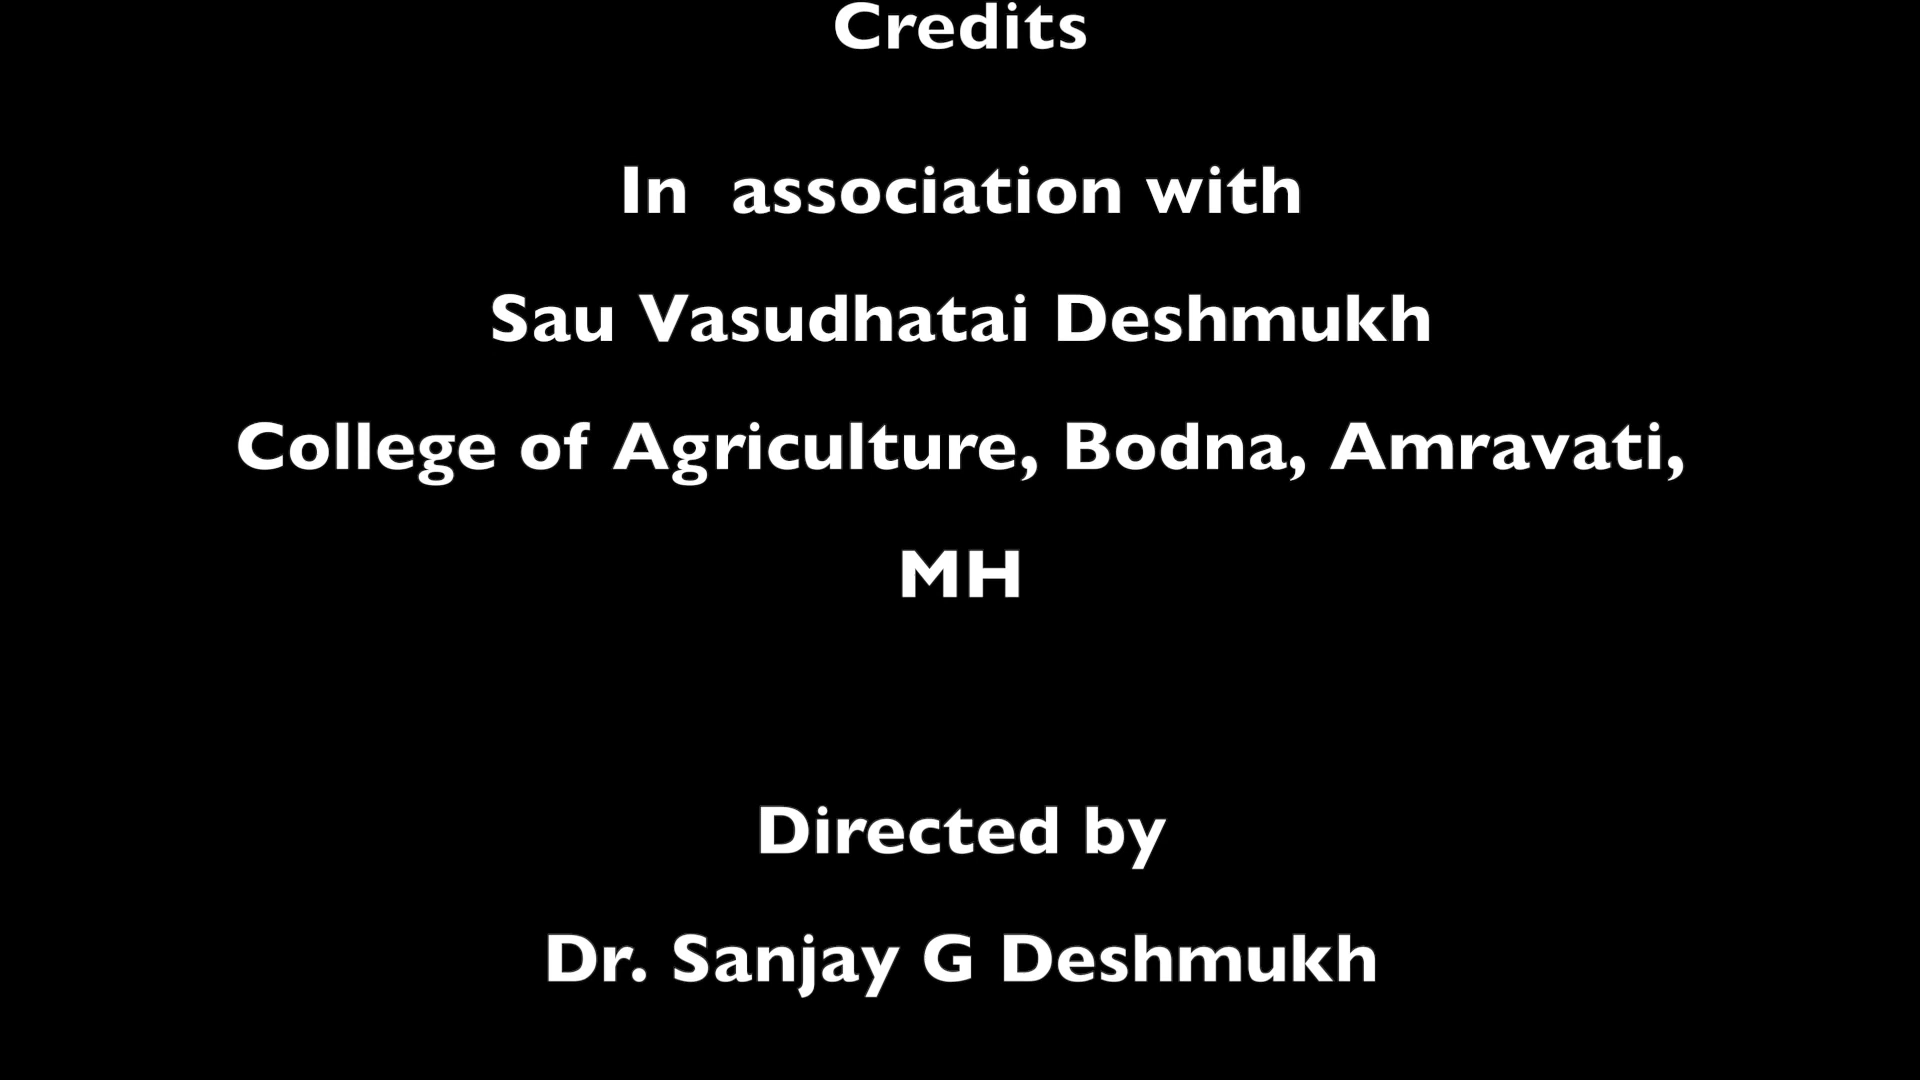 Credits
In  association with
Sau Vasudhatai Deshmukh
College of Agriculture, Bodna, Amravati,
MH
Directed by
Dr. Sanjay G Deshmukh